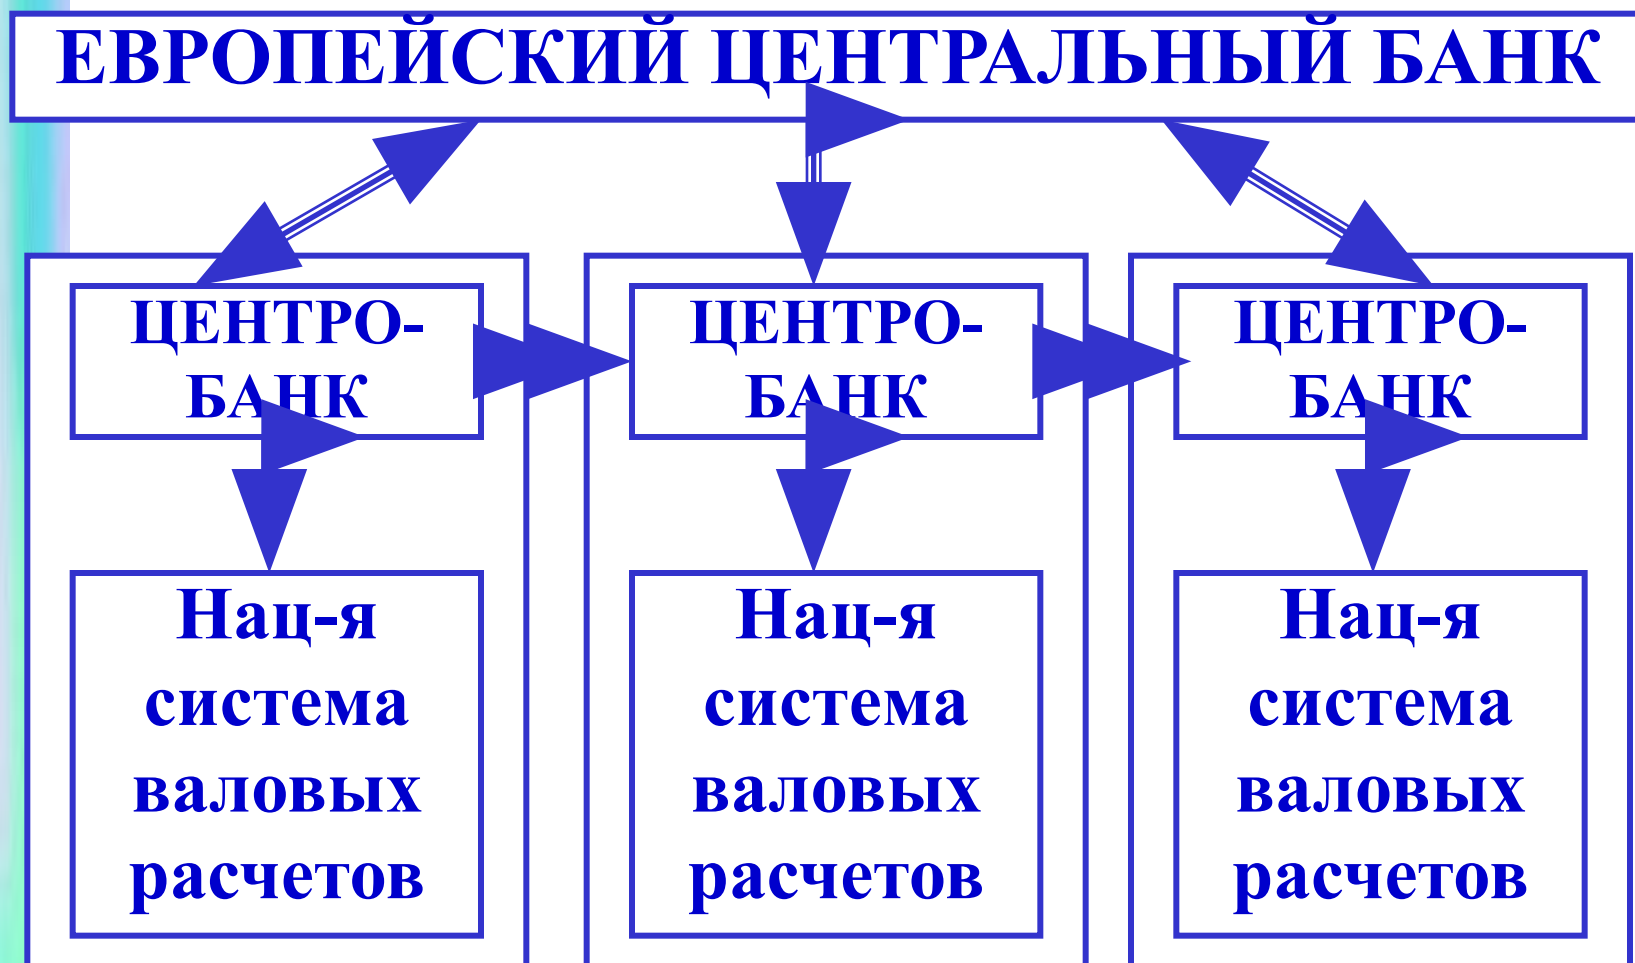 ЕВРОПЕЙСКИЙ ЦЕНТРАЛЬНЫЙ БАНК
ЦЕНТРО-
БАНК
ЦЕНТРО-
БАНК
ЦЕНТРО-
БАНК
Нац-я
система
валовых
расчетов
Нац-я
система
валовых
расчетов
Нац-я
система
валовых
расчетов